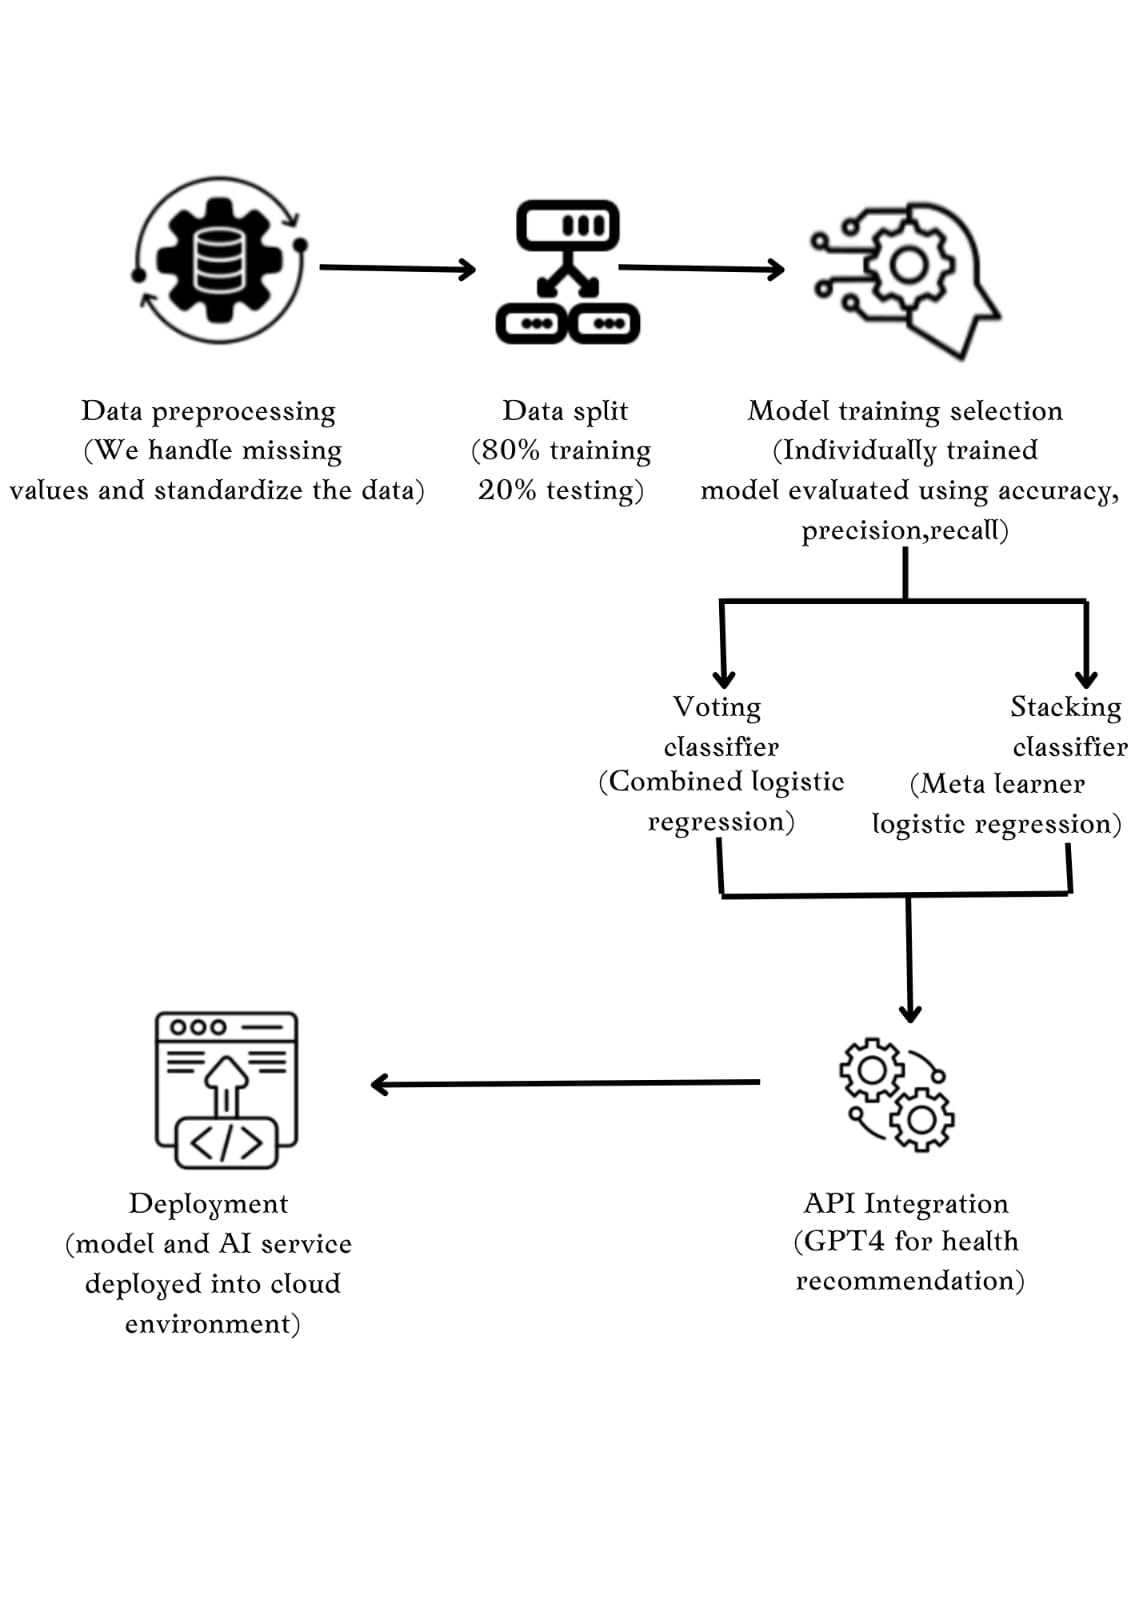 Data preprocessing
(We handle missing
values and standardize the data)
Data split
(80% training
20% testing)
Model training selection
(Individually trained
model evaluated using accuracy,
precision,recall)
Voting
classifier
(Combined logistic
regression)
Stacking
classifier
(Meta learner
logistic regression)
API Integration
(GPT4 for health
recommendation)
Deployment
(model and AI service
deployed into cloud
environment)